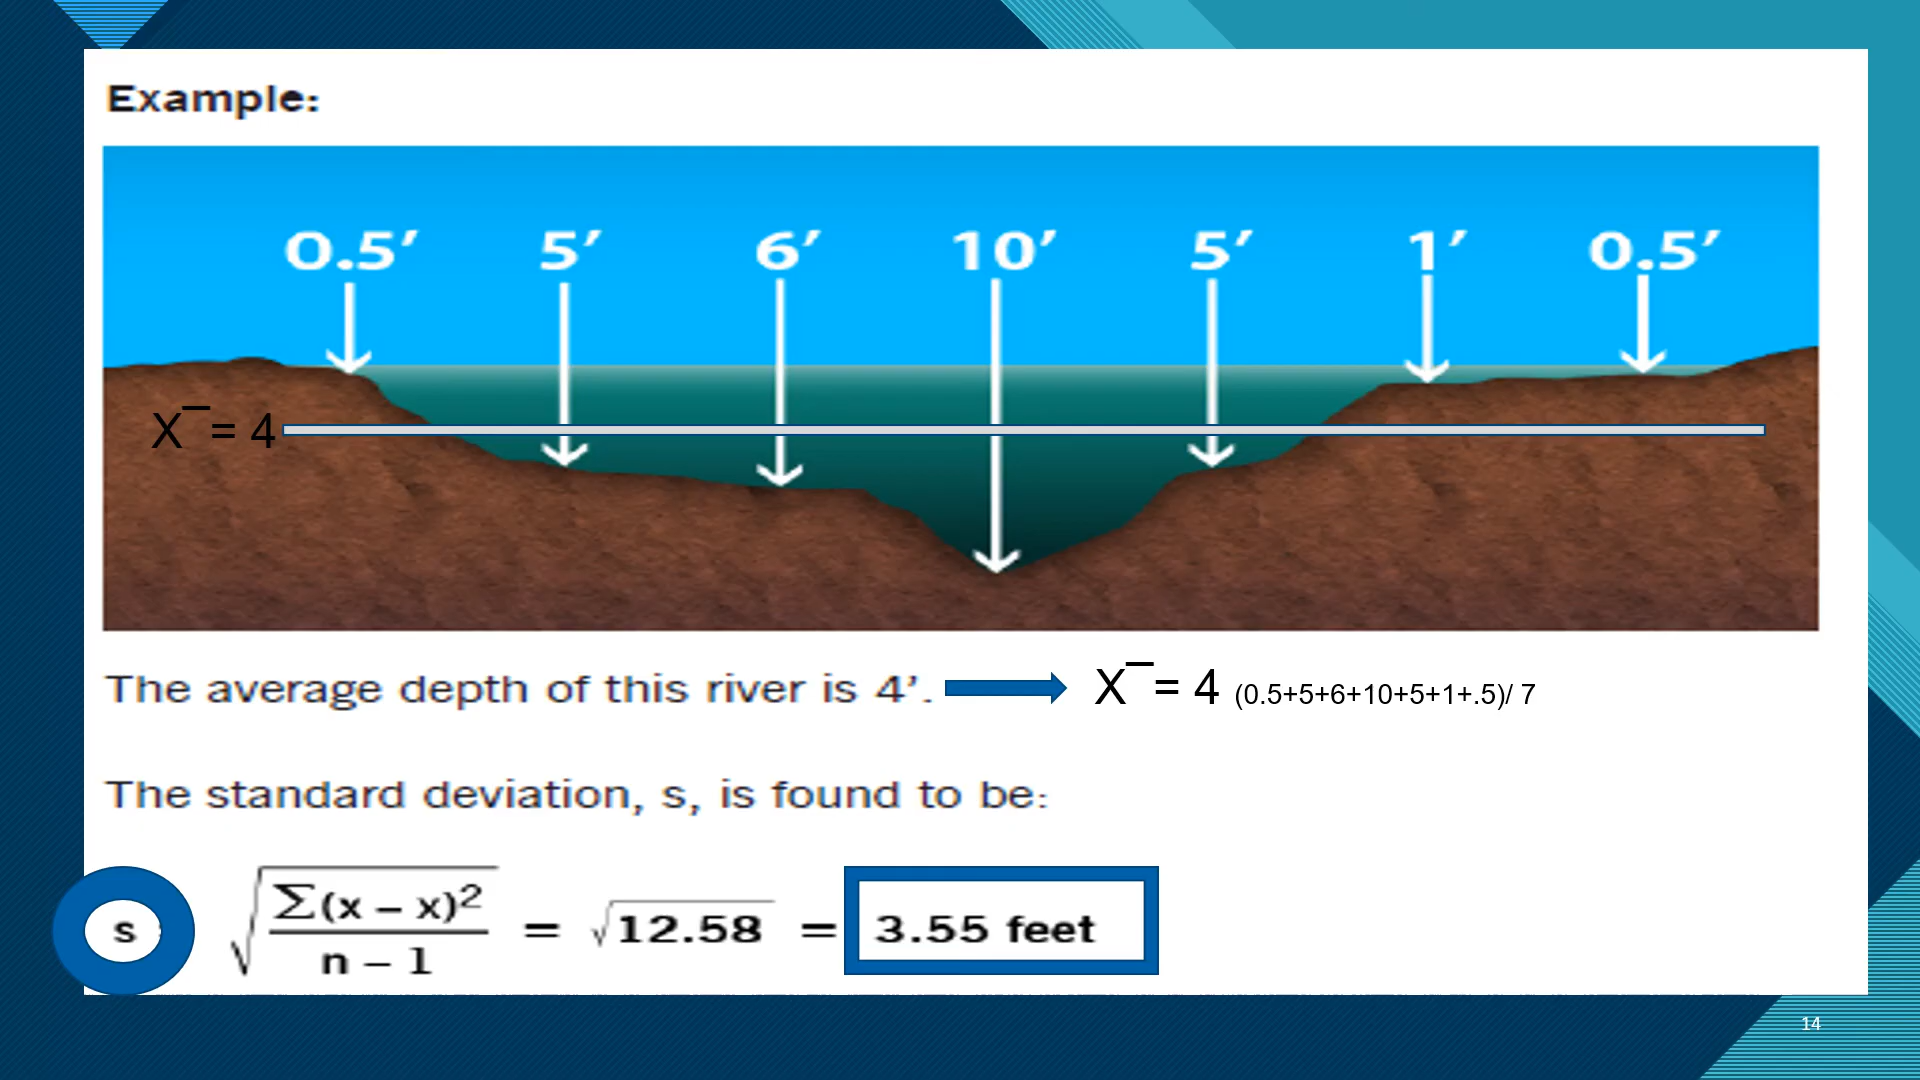 Example:
0.5′ 5′ 6′ 10′ 5′ 1′ 0.5′
X¯= 4
The average depth of this river is 4’. X¯= 4 (0.5+5+6+10+5+1+.5)/ 7
The standard deviation, s, is found to be:
s √(∑(x – x)²/(n – 1)) = √12.58 = 3.55 feet
14